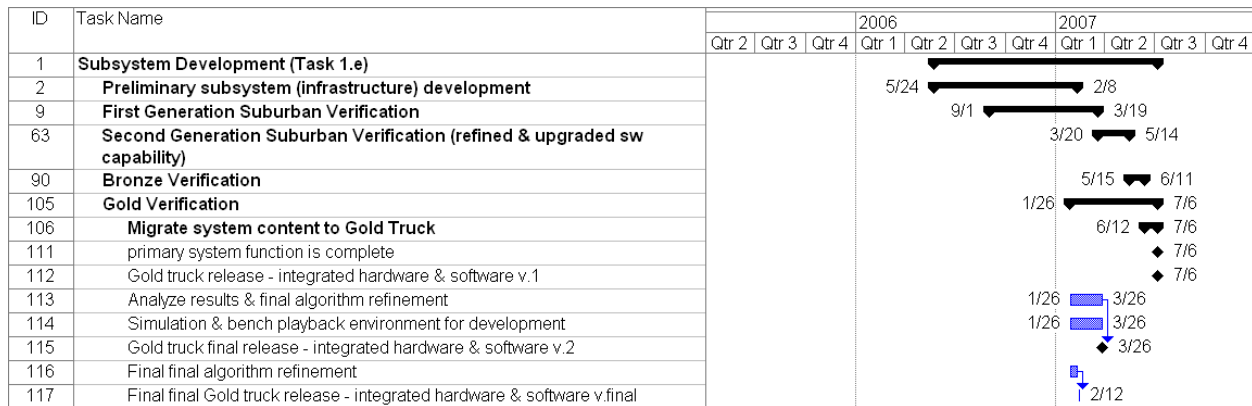 ID Task Name 2006 2007
Qtr 2 Qtr 3 Qtr 4 Qtr 1 Qtr 2 Qtr 3 Qtr 4 Qtr 1 Qtr 2 Qtr 3 Qtr 4
1 Subsystem Development (Task 1.e)
2 Preliminary subsystem (infrastructure) development 5/24 2/8
9 First Generation Suburban Verification 9/1 3/19
63 Second Generation Suburban Verification (refined & upgraded sw 3/20 5/14
capability)
90 Bronze Verification 5/15 6/11
105 Gold Verification 1/26 7/6
106 Migrate system content to Gold Truck 6/12 7/6
111 primary system function is complete 7/6
112 Gold truck release - integrated hardware & software v.1 7/6
113 Analyze results & final algorithm refinement 1/26 3/26
114 Simulation & bench playback environment for development 1/26 3/26
115 Gold truck final release - integrated hardware & software v.2 3/26
116 Final final algorithm refinement
117 Final final Gold truck release - integrated hardware & software v.final 2/12